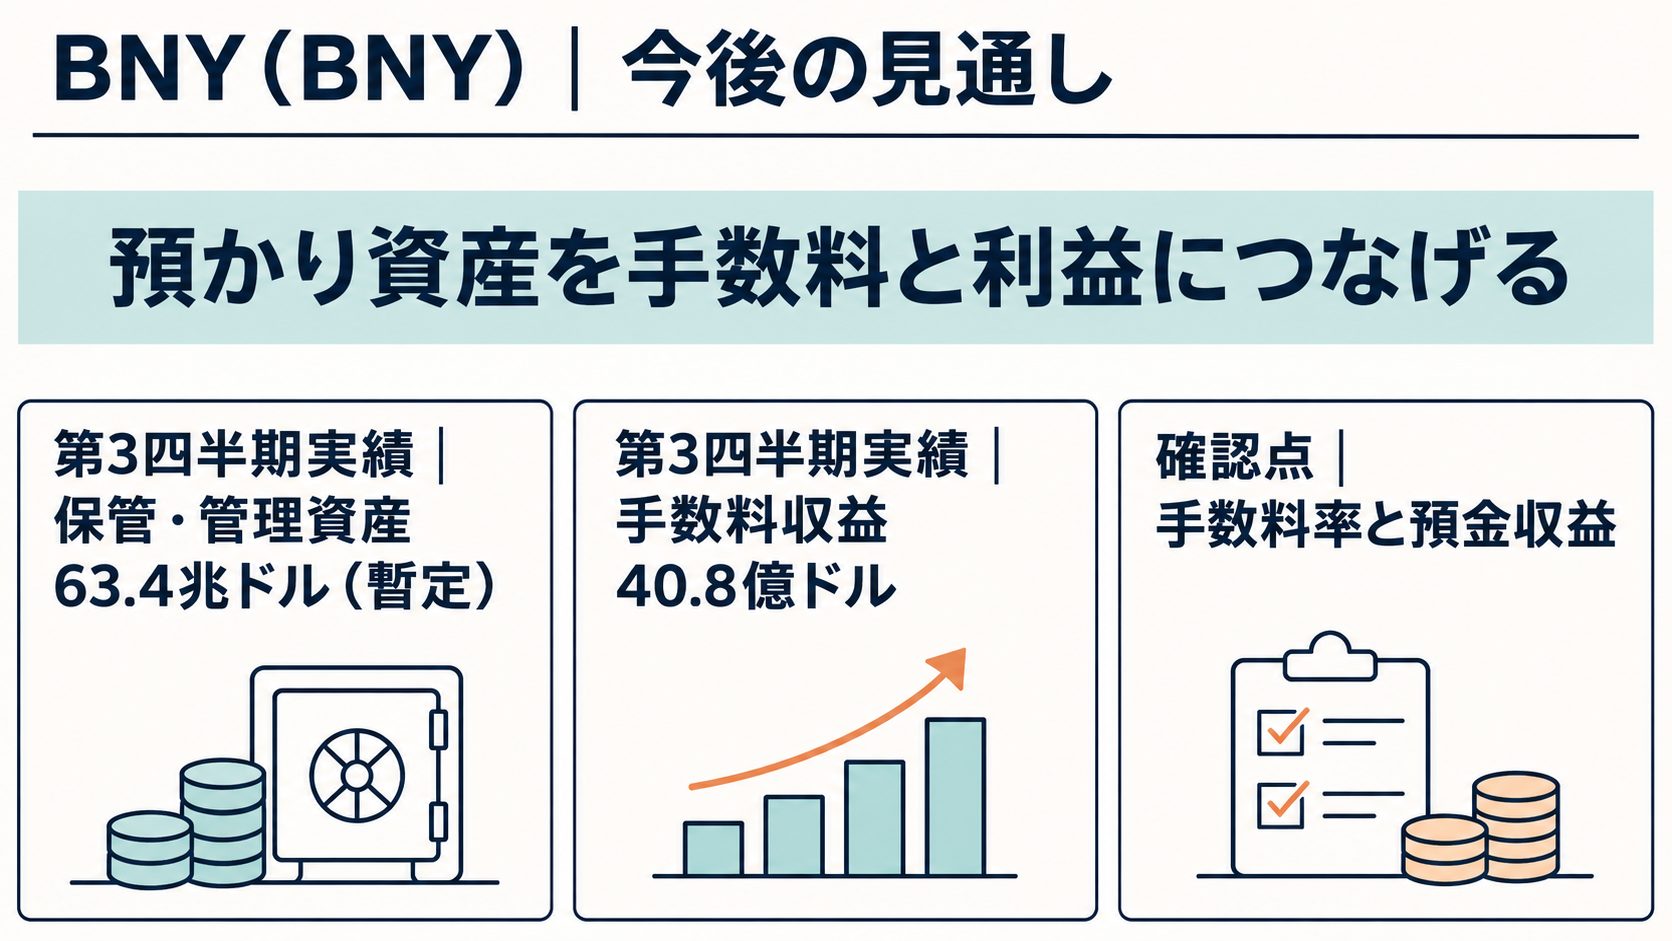 BNY（BNY）｜今後の見通し
預かり資産を手数料と利益につなげる
第3四半期実績｜
保管・管理資産
63.4兆ドル（暫定）
第3四半期実績｜
手数料収益
40.8億ドル
確認点｜
手数料率と預金収益